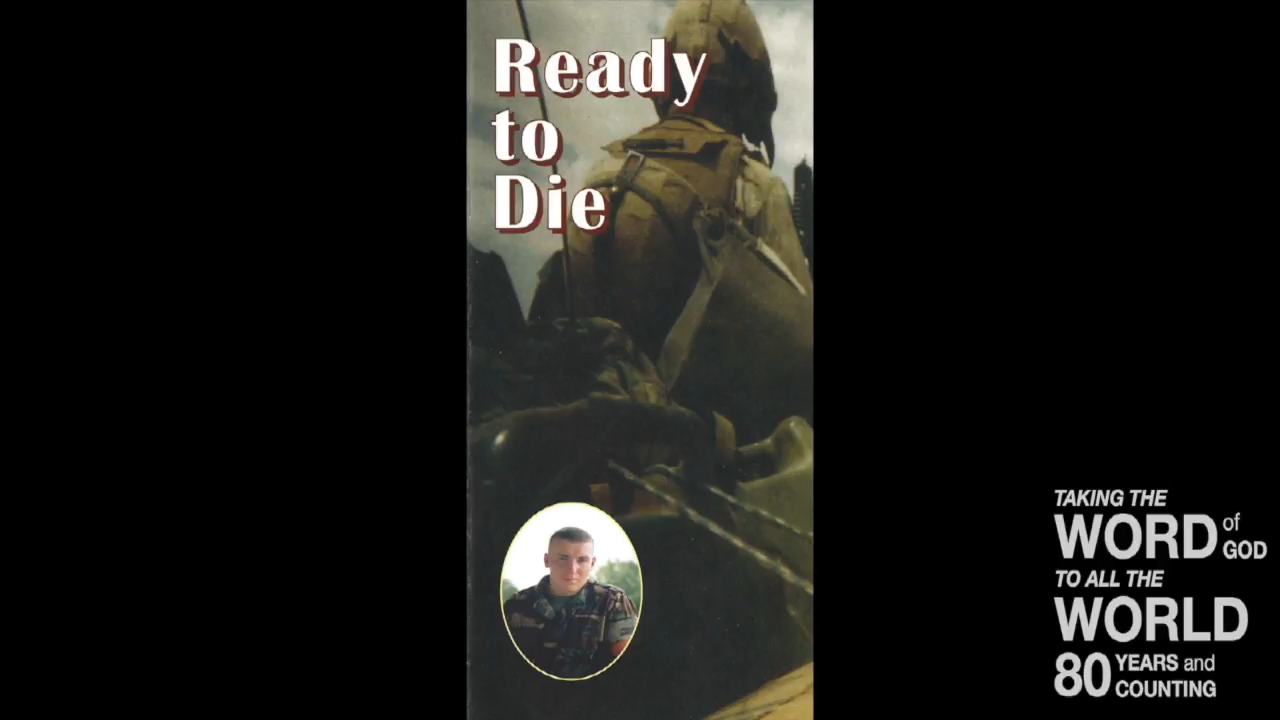 Ready
to
Die
TAKING THE
WORD of GOD
TO ALL THE
WORLD
80 YEARS and
COUNTING